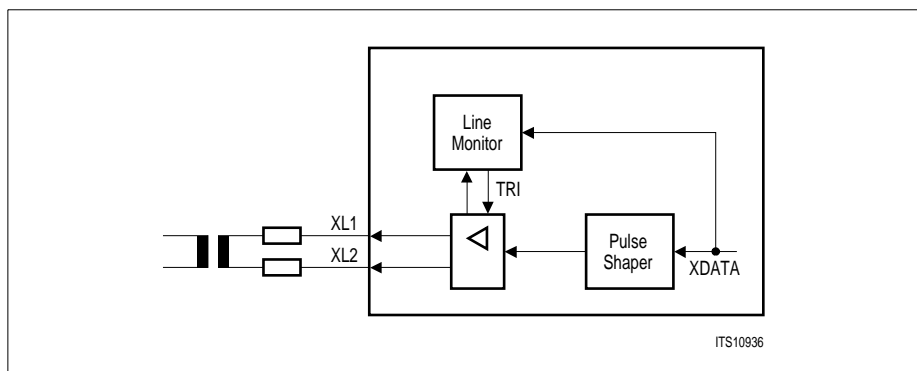 Line
Monitor
TRI
XL1
XL2
Pulse
Shaper
XDATA
ITS10936